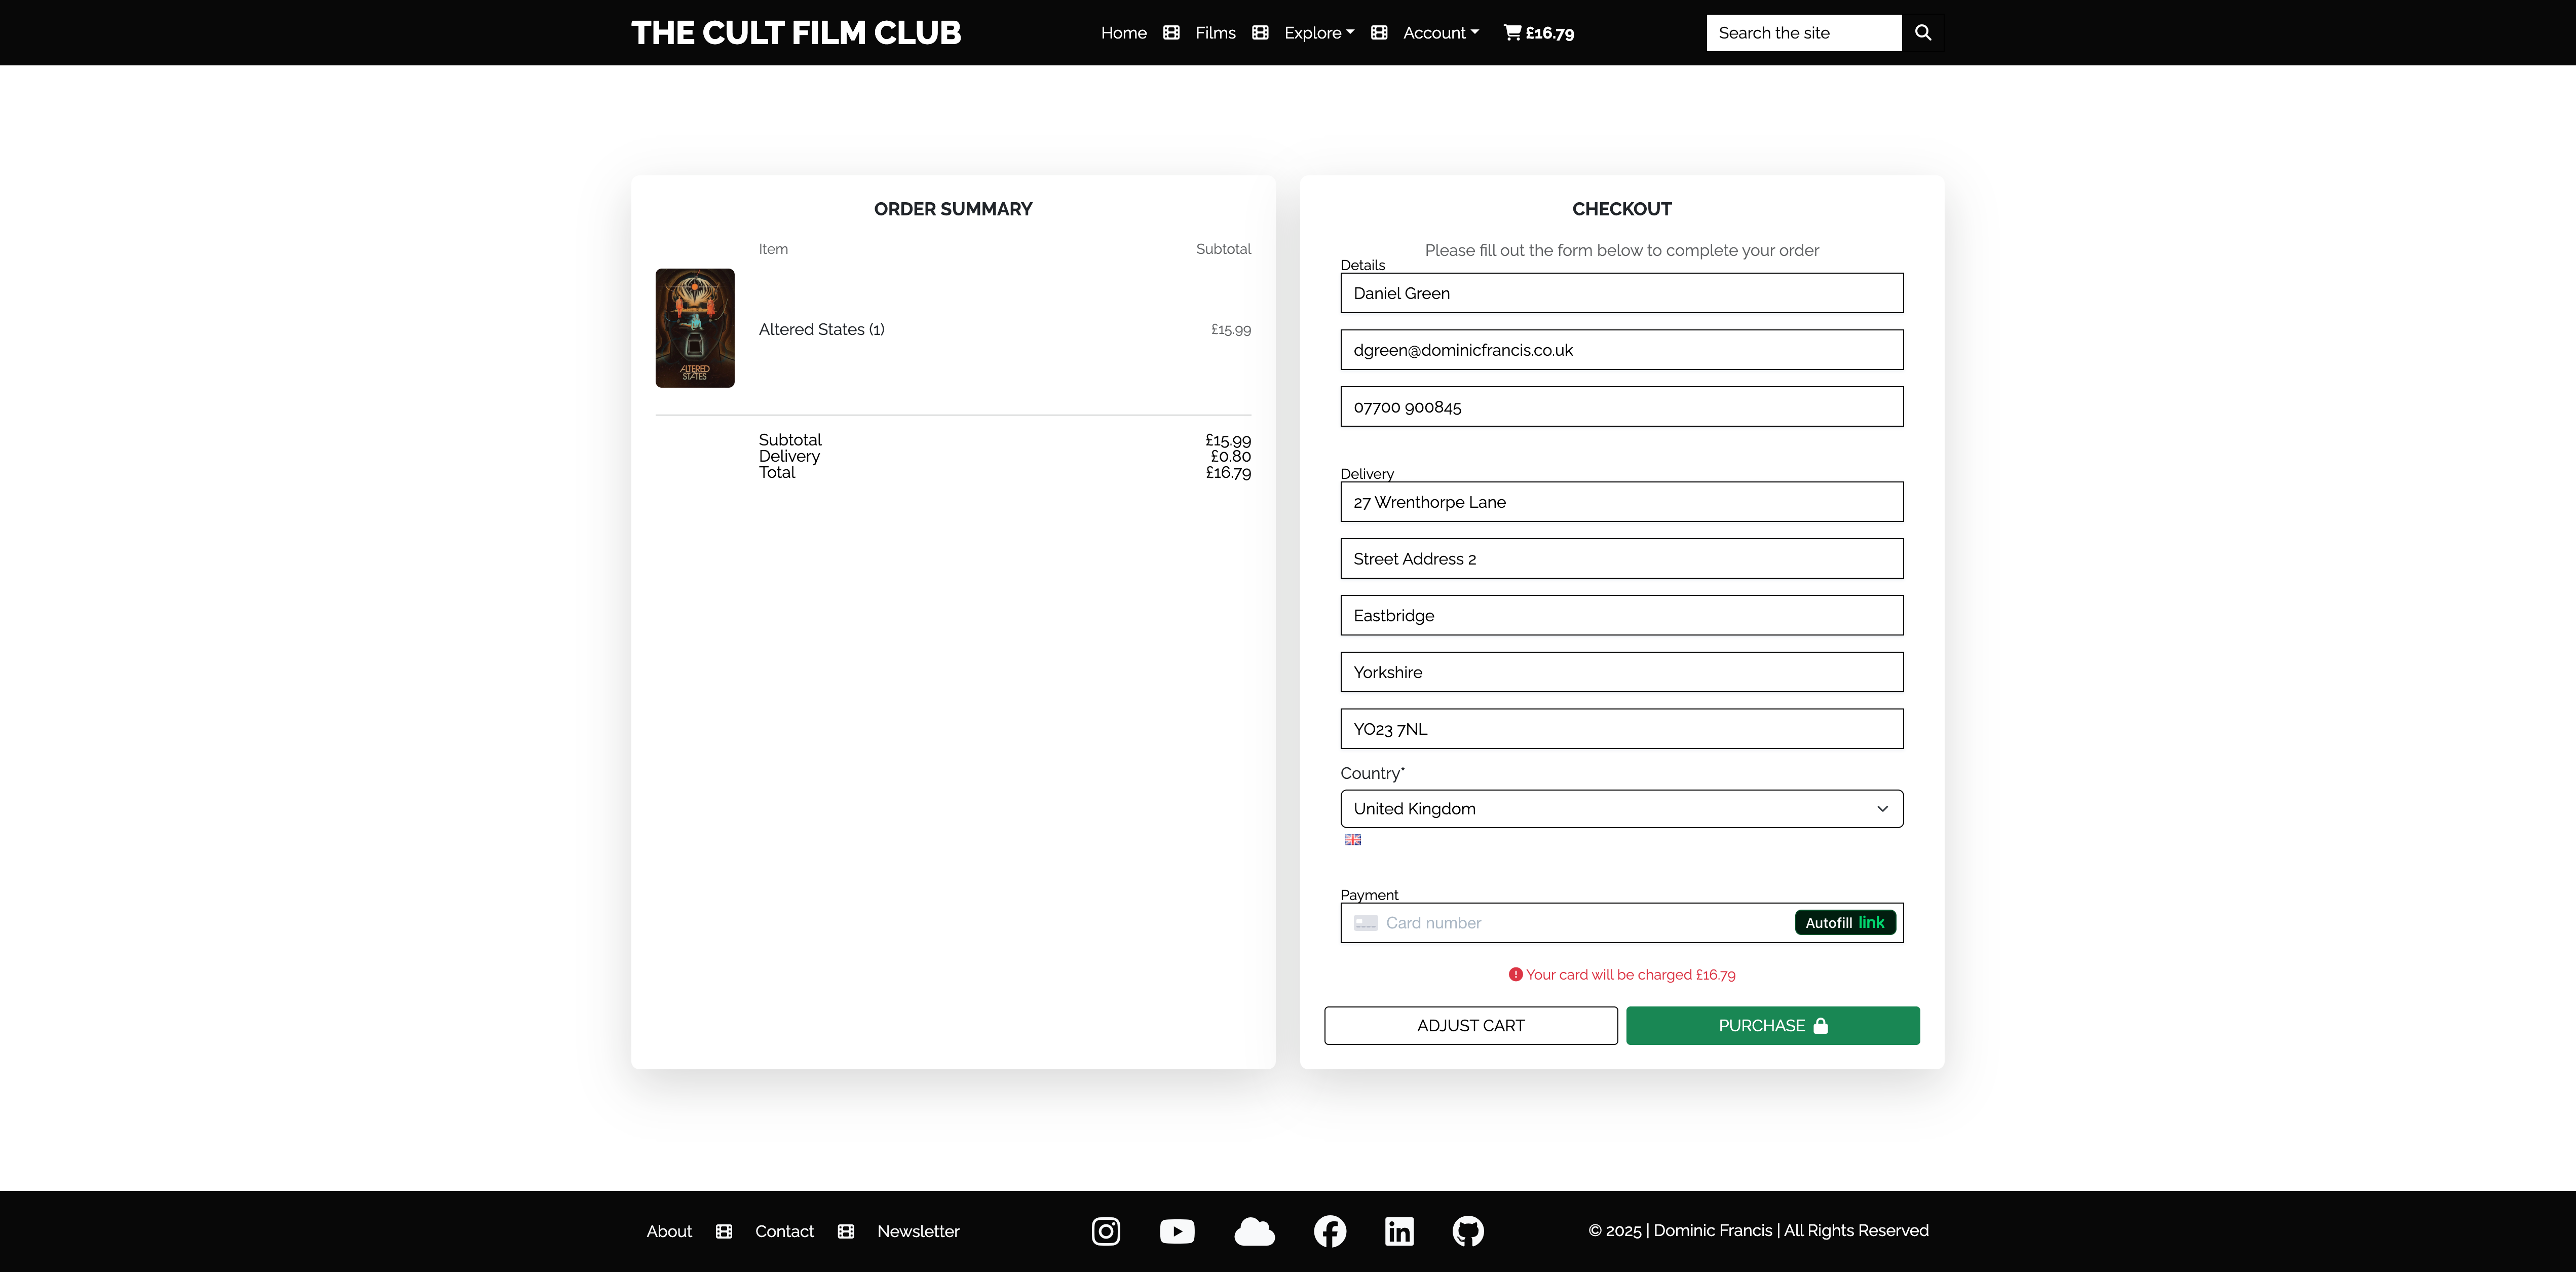 THE CULT FILM CLUB
Home Films Explore Account £16.79
Search the site
ORDER SUMMARY
Item Subtotal
ALTERED
STATES
Altered States (1) £15.99
Subtotal £15.99
Delivery £0.80
Total £16.79
CHECKOUT
Please fill out the form below to complete your order
Details
Daniel Green
dgreen@dominicfrancis.co.uk
07700 900845
Delivery
27 Wrenthorpe Lane
Street Address 2
Eastbridge
Yorkshire
YO23 7NL
Country*
United Kingdom
Payment
Card number Autofill link
Your card will be charged £16.79
ADJUST CART PURCHASE
About Contact Newsletter
© 2025 | Dominic Francis | All Rights Reserved